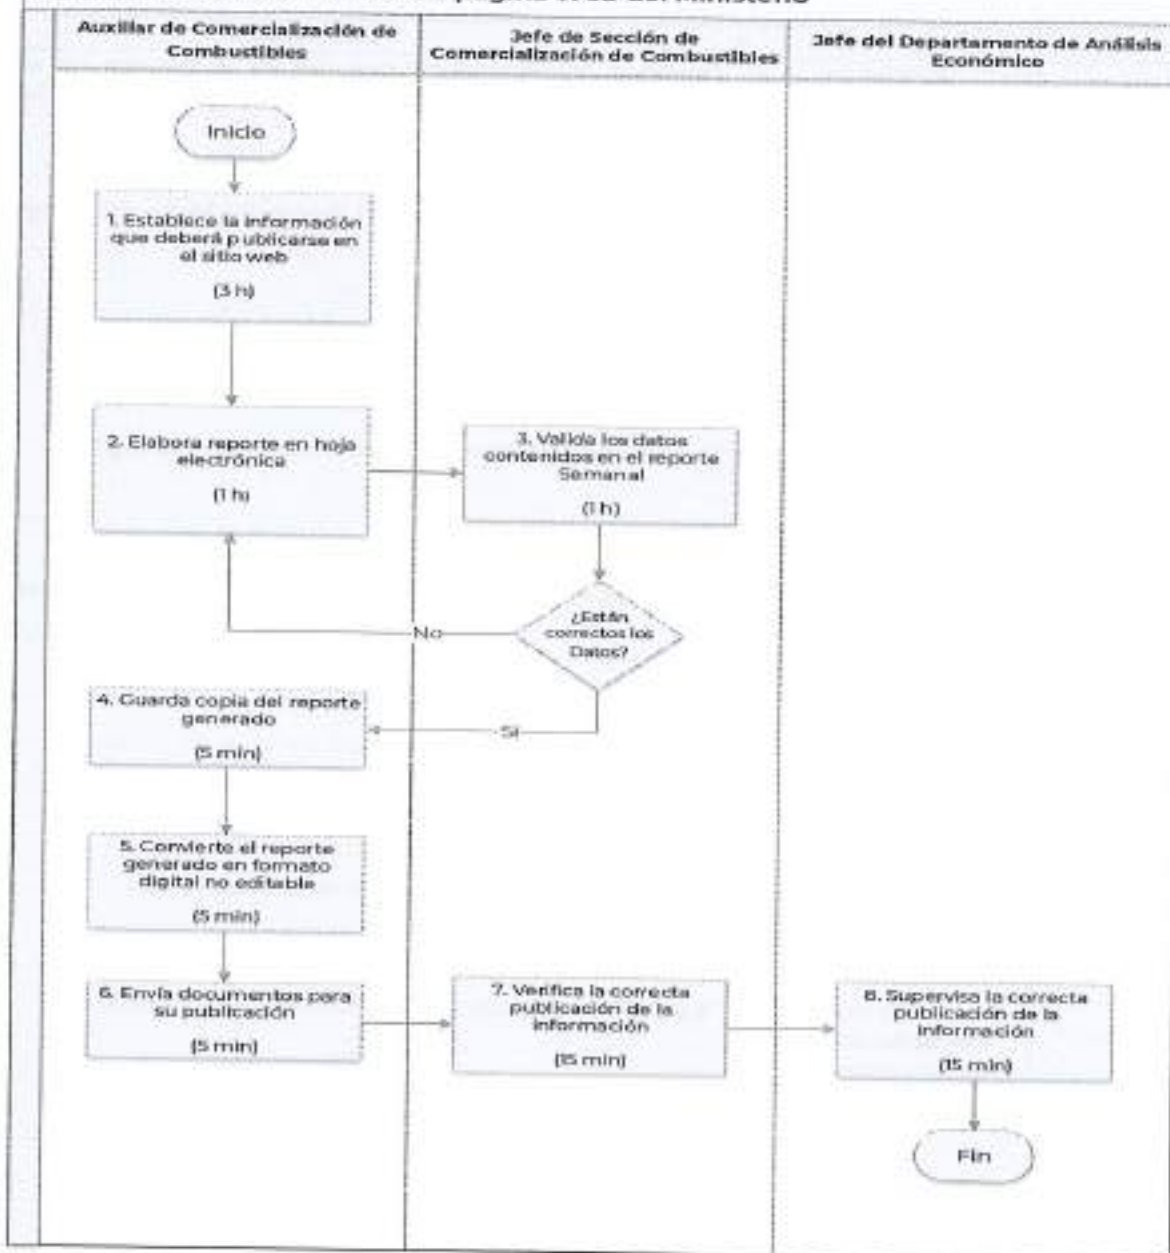 página web del Ministerio
Auxiliar de Comercialización de
Combustibles
Jefe de Sección de
Comercialización de Combustibles
Jefe del Departamento de Análisis
Económico
Inicio
1. Establece la información
que deberá publicarse en
el sitio web
(3 h)
2. Elabora reporte en hoja
electrónica
(1 h)
3. Valida los datos
contenidos en el reporte
Semanal
(1 h)
¿Están
correctos los
Datos?
No
Si
4. Guarda copia del reporte
generado
(5 min)
5. Convierte el reporte
generado en formato
digital no editable
(5 min)
6. Envía documentos para
su publicación
(5 min)
7. Verifica la correcta
publicación de la
información
(15 min)
8. Supervisa la correcta
publicación de la
información
(15 min)
Fin